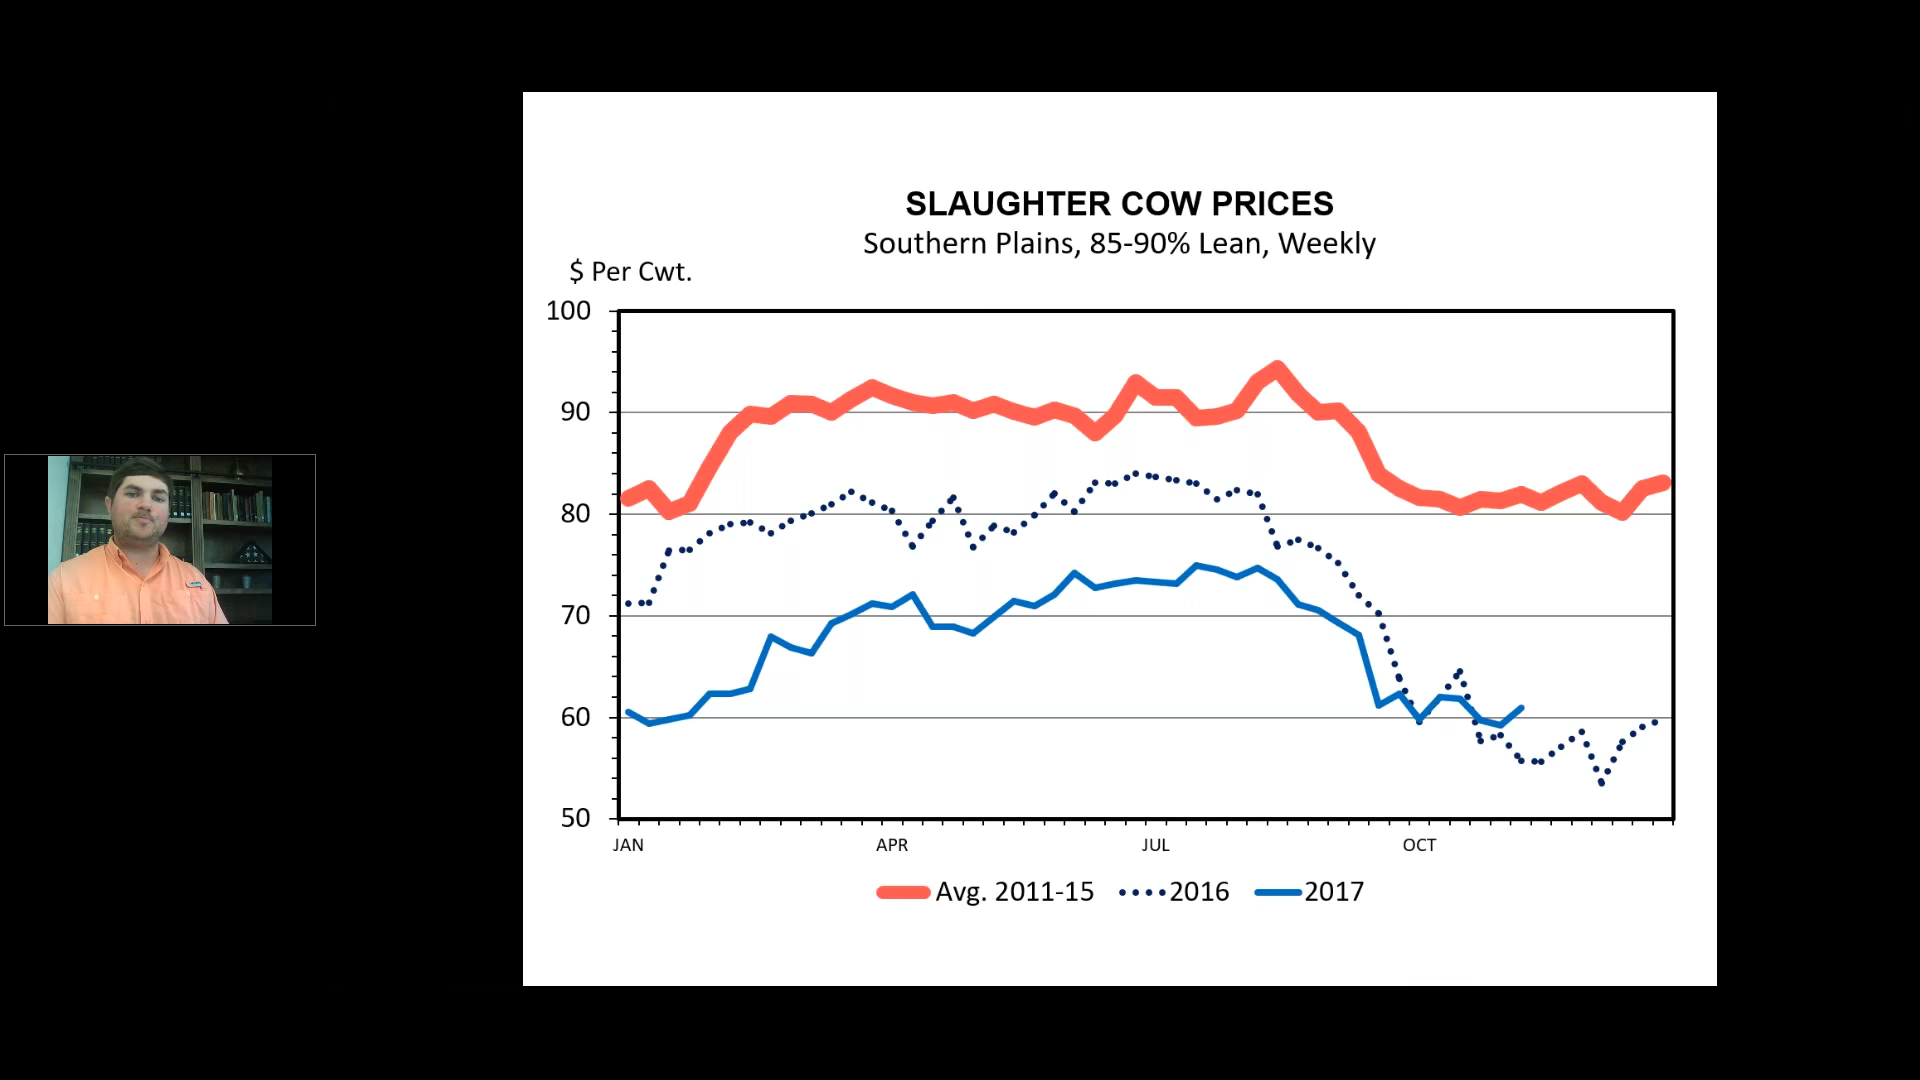 SLAUGHTER COW PRICES
Southern Plains, 85-90% Lean, Weekly
$ Per Cwt.
100
90
80
70
60
50
JAN APR JUL OCT
Avg. 2011-15 2016 2017